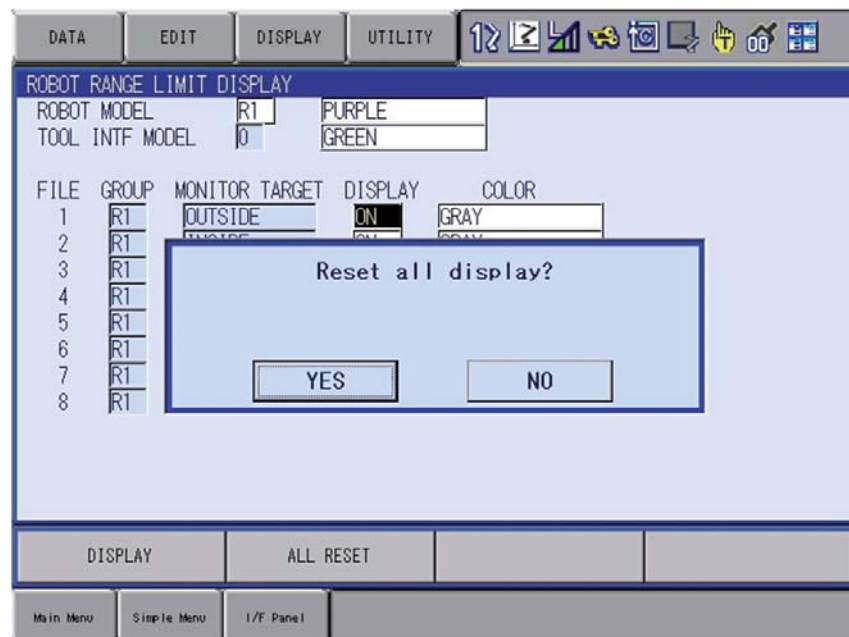 DATA EDIT DISPLAY UTILITY
ROBOT RANGE LIMIT DISPLAY
ROBOT MODEL R1 PURPLE
TOOL INTF MODEL 0 GREEN
FILE GROUP MONITOR TARGET DISPLAY COLOR
1 R1 OUTSIDE ON GRAY
2 R1
3 R1
4 R1
5 R1
6 R1
7 R1
8 R1
Reset all display?
YES NO
DISPLAY ALL RESET
Main Menu Simple Menu I/F Panel